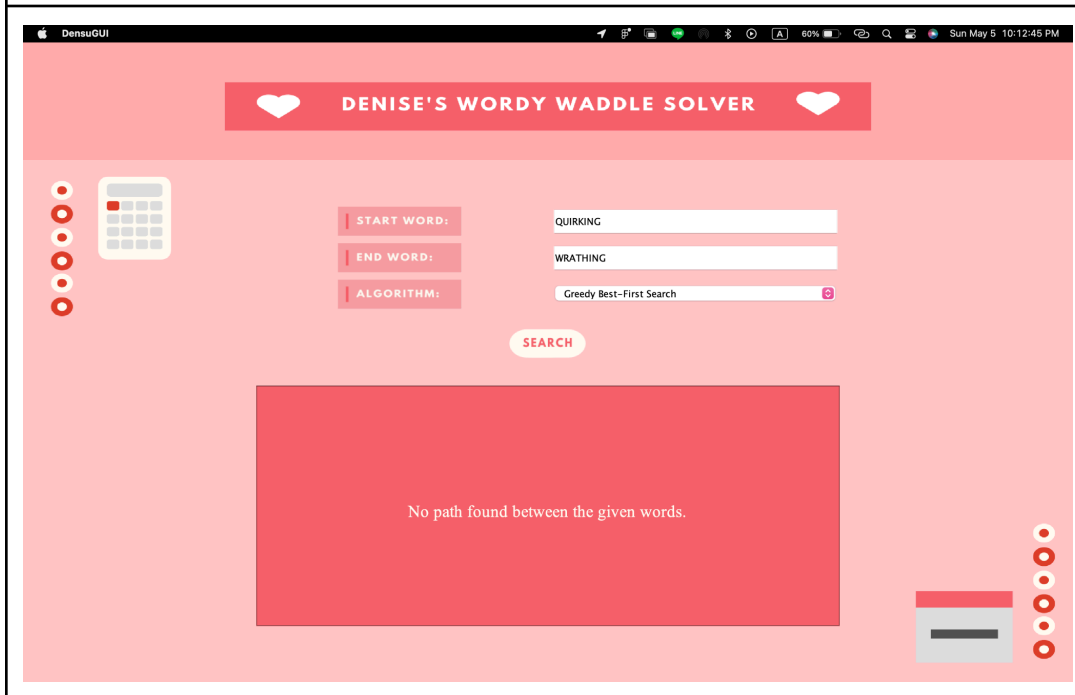 DensuGUI A 60% Sun May 5 10:12:45 PM
DENISE'S WORDY WADDLE SOLVER
START WORD: QUIRKING
END WORD: WRATHING
ALGORITHM: Greedy Best-First Search
SEARCH
No path found between the given words.